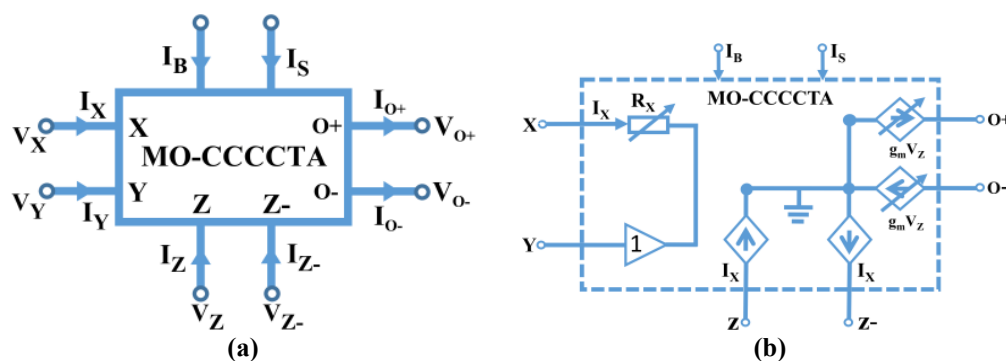 I_B I_S
I_X I_O+
V_X X O+ V_O+
MO-CCCCTA
V_Y Y Z Z- O- V_O-
I_Y I_O-
I_Z I_Z-
V_Z V_Z-
(a)
I_B I_S
MO-CCCCTA
X I_X R_X O+
g_mV_Z
O-
g_mV_Z
Y 1
I_X I_X
Z Z-
(b)